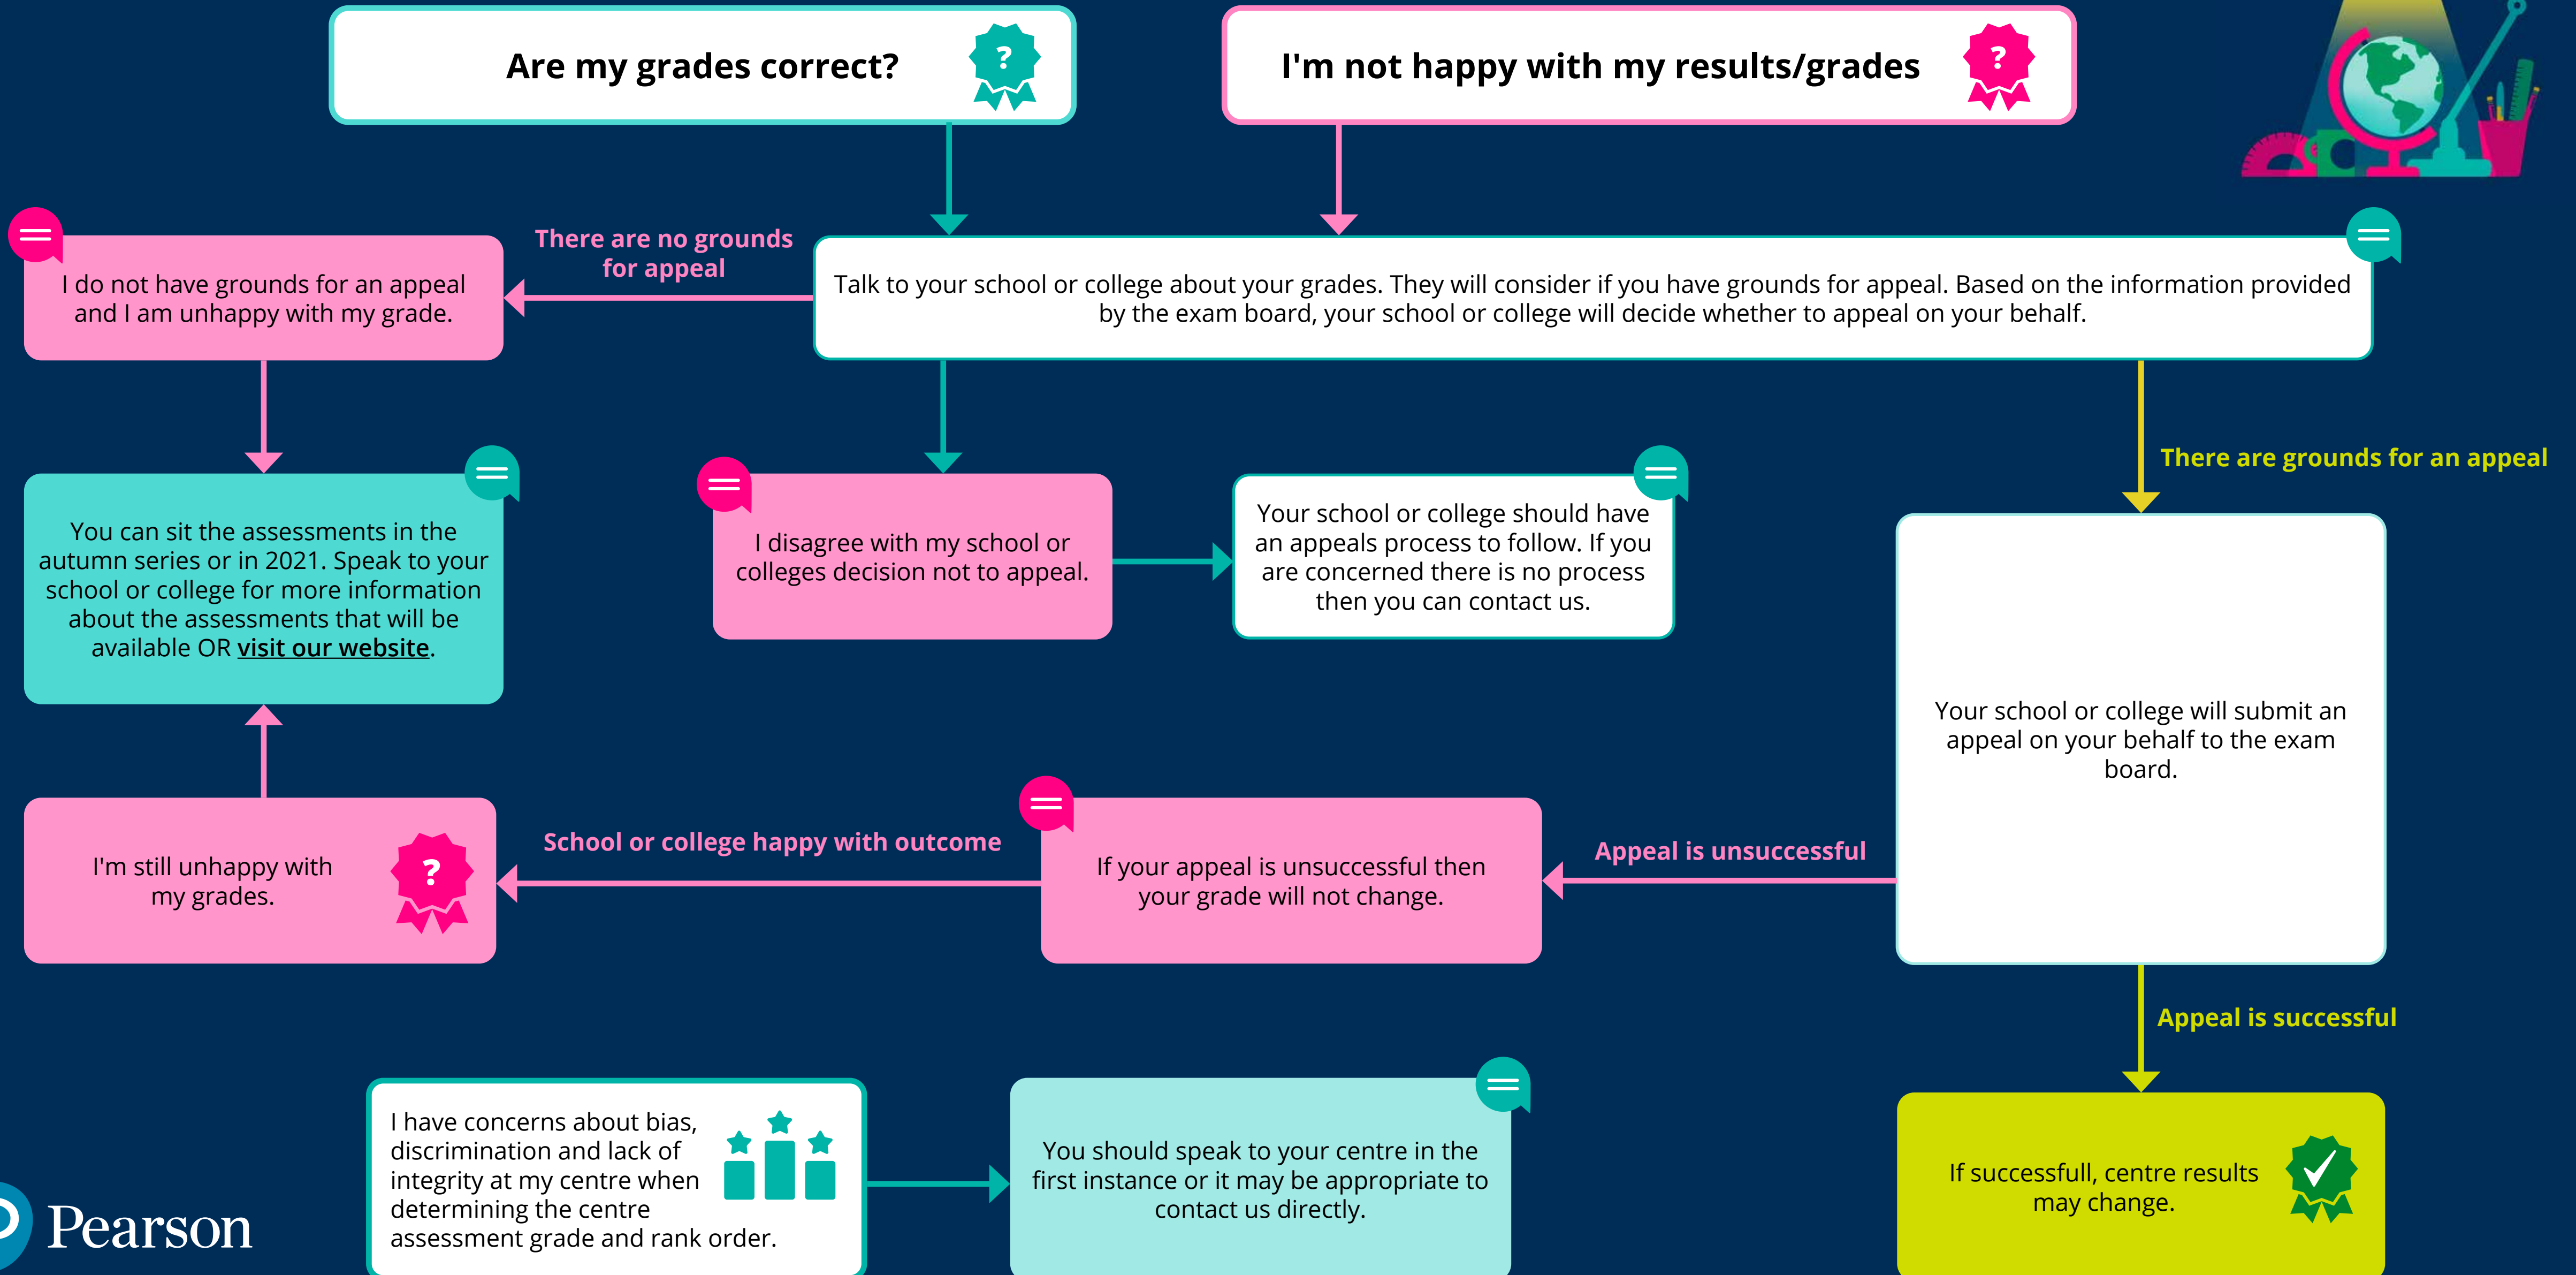 Are my grades correct?
?
I'm not happy with my results/grades
?
There are no grounds
for appeal
I do not have grounds for an appeal
and I am unhappy with my grade.
Talk to your school or college about your grades. They will consider if you have grounds for appeal. Based on the information provided
by the exam board, your school or college will decide whether to appeal on your behalf.
There are grounds for an appeal
You can sit the assessments in the
autumn series or in 2021. Speak to your
school or college for more information
about the assessments that will be
available OR visit our website.
I disagree with my school or
colleges decision not to appeal.
Your school or college should have
an appeals process to follow. If you
are concerned there is no process
then you can contact us.
Your school or college will submit an
appeal on your behalf to the exam
board.
I'm still unhappy with
my grades.
?
School or college happy with outcome
If your appeal is unsuccessful then
your grade will not change.
Appeal is unsuccessful
Appeal is successful
I have concerns about bias,
discrimination and lack of
integrity at my centre when
determining the centre
assessment grade and rank order.
You should speak to your centre in the
first instance or it may be appropriate to
contact us directly.
If successfull, centre results
may change.
Pearson